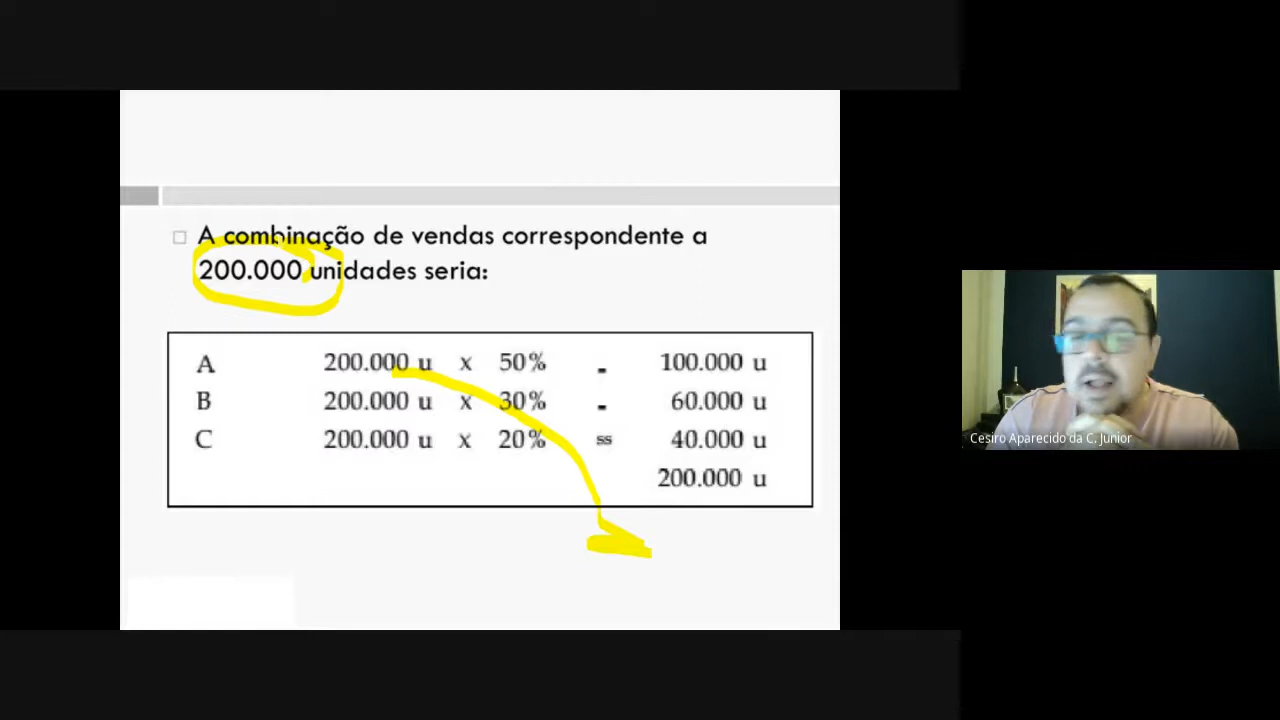 A combinação de vendas correspondente a
200.000 unidades seria:
A 200.000 u x 50% - 100.000 u
B 200.000 u x 30% - 60.000 u
C 200.000 u x 20% ss 40.000 u
200.000 u
Cesiro Aparecido da C. Junior